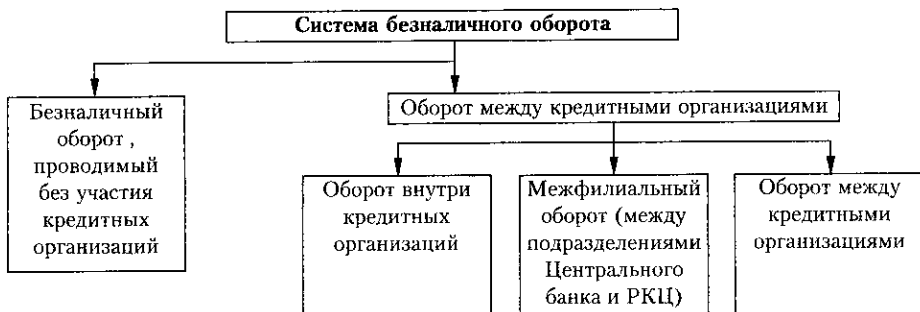 Система безналичного оборота
Безналичный
оборот ,
проводимый
без участия
кредитных
организаций
Оборот между кредитными организациями
Оборот внутри
кредитных
организаций
Межфилиальный
оборот (между
подразделениями
Центрального
банка и РКЦ)
Оборот между
кредитными
организациями